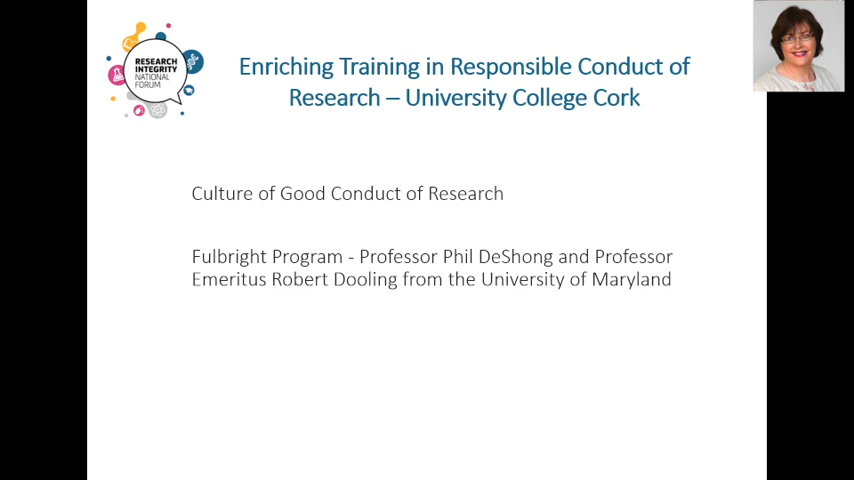 RESEARCH
INTEGRITY
NATIONAL
FORUM
Enriching Training in Responsible Conduct of
Research – University College Cork
Culture of Good Conduct of Research
Fulbright Program - Professor Phil DeShong and Professor
Emeritus Robert Dooling from the University of Maryland